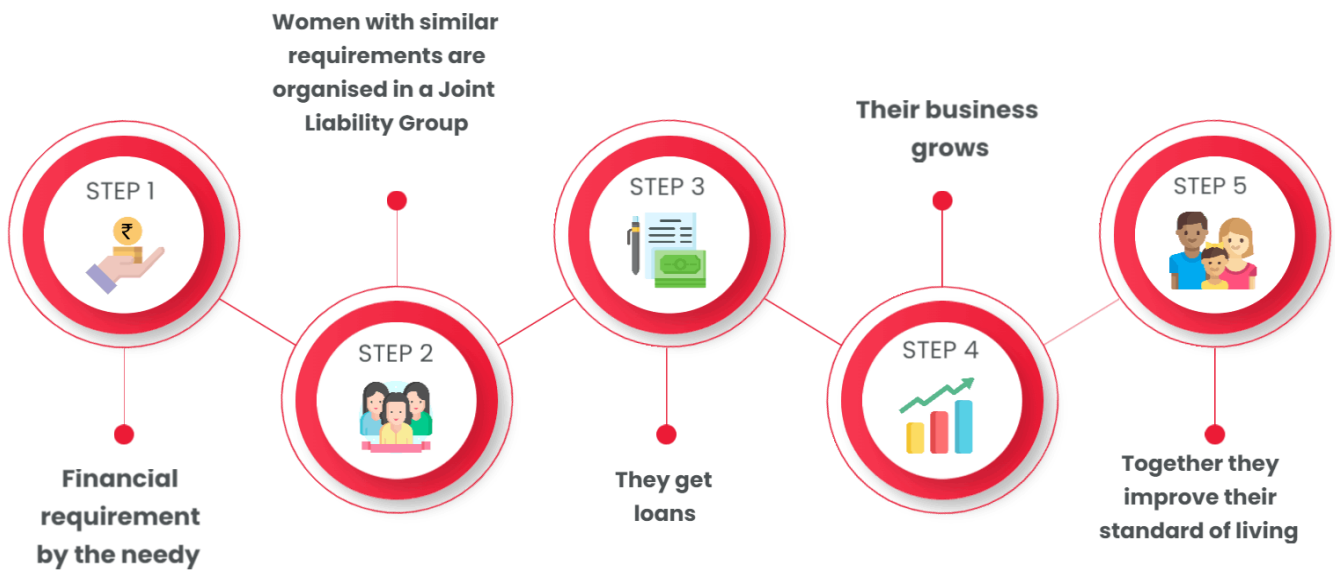 STEP 1
₹
Financial
requirement
by the needy
Women with similar
requirements are
organised in a Joint
Liability Group
STEP 2
STEP 3
They get
loans
Their business
grows
STEP 4
STEP 5
Together they
improve their
standard of living